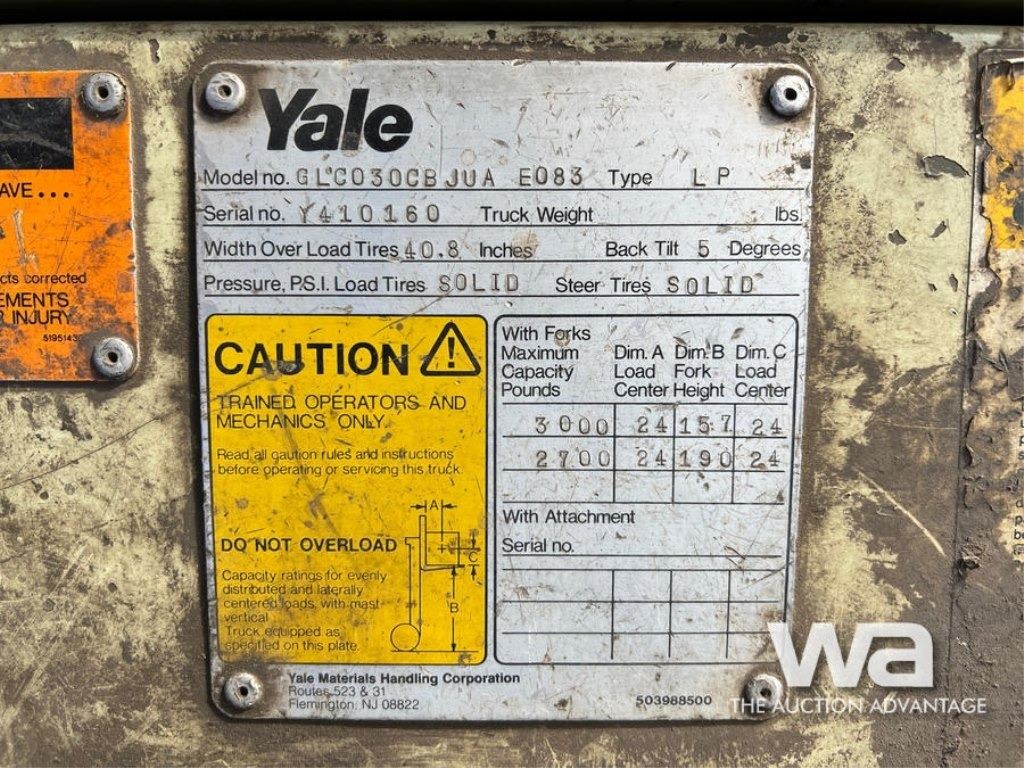 AVE...
cts corrected
EMENTS
R INJURY
Yale
Model no. GLC030CBJUA E083 Type LP
Serial no. Y410160 Truck Weight lbs.
Width Over Load Tires 40.8 Inches Back Tilt 5 Degrees
Pressure, P.S.I. Load Tires SOLID Steer Tires SOLID
CAUTION
TRAINED OPERATORS AND
MECHANICS ONLY.
Read all caution rules and instructions
before operating or servicing this truck.
DO NOT OVERLOAD
Capacity ratings for evenly
distributed and laterally
centered loads, with mast
vertical
Truck equipped as
specified on this plate.
A
C
B
With Forks
Maximum Dim. A Dim. B Dim. C
Capacity Load Fork Load
Pounds Center Height Center
3000 24 157 24
2700 24 190 24
With Attachment
Serial no.
Yale Materials Handling Corporation
Routes 523 & 31
Flemington, NJ 08822
503988500
wa
THE AUCTION ADVANTAGE